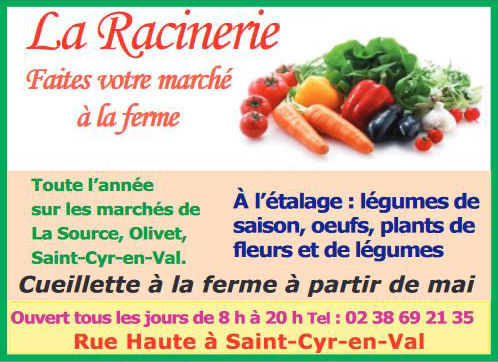 La Racinerie
Faites votre marché
à la ferme
Toute l'année
sur les marchés de
La Source, Olivet,
Saint-Cyr-en-Val.
À l'étalage : légumes de
saison, oeufs, plants de
fleurs et de légumes
Cueillette à la ferme à partir de mai
Ouvert tous les jours de 8 h à 20 h Tel : 02 38 69 21 35
Rue Haute à Saint-Cyr-en-Val